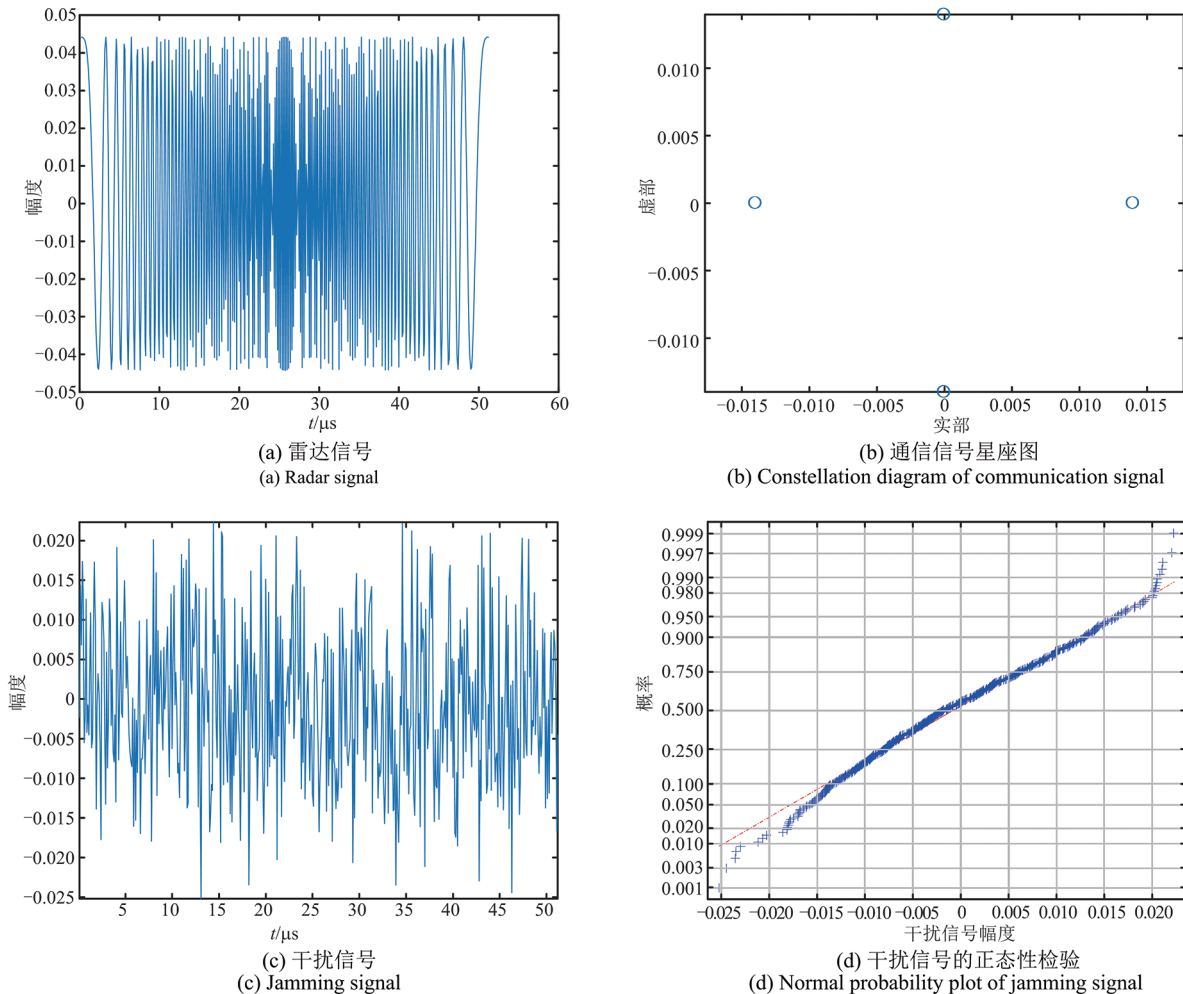 0.05
0.04
0.03
0.02
0.01
0
−0.01
−0.02
−0.03
−0.04
−0.05
幅度
0 10 20 30 40 50 60
t/μs
(a) 雷达信号
(a) Radar signal
0.010
0.005
0
−0.005
−0.010
虚部
−0.015 −0.010 −0.005 0 0.005 0.010 0.015
实部
(b) 通信信号星座图
(b) Constellation diagram of communication signal
0.020
0.015
0.010
0.005
0
−0.005
−0.010
−0.015
−0.020
−0.025
幅度
5 10 15 20 25 30 35 40 45 50
t/μs
(c) 干扰信号
(c) Jamming signal
0.999
0.997
0.990
0.980
0.950
0.900
0.750
0.500
0.250
0.100
0.050
0.020
0.010
0.003
0.001
概率
−0.025 −0.020 −0.015 −0.010 −0.005 0 0.005 0.010 0.015 0.020
干扰信号幅度
(d) 干扰信号的正态性检验
(d) Normal probability plot of jamming signal